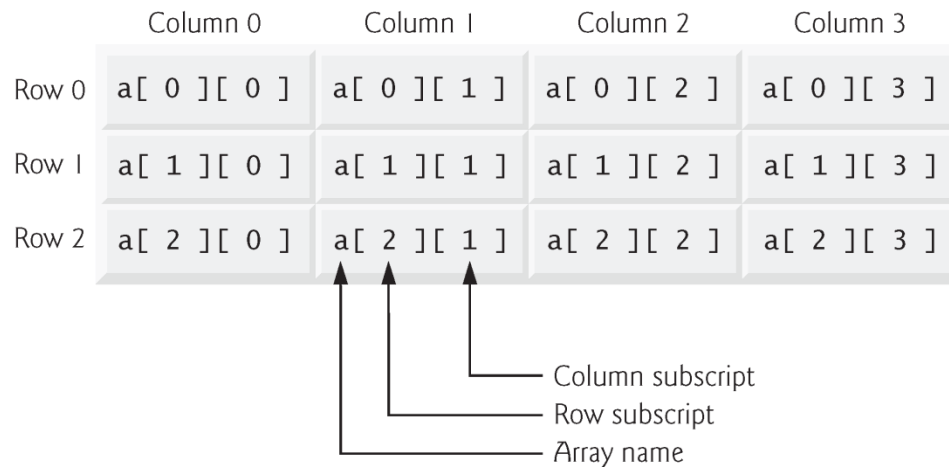 Column 0 Column 1 Column 2 Column 3
Row 0 a[ 0 ][ 0 ] a[ 0 ][ 1 ] a[ 0 ][ 2 ] a[ 0 ][ 3 ]
Row 1 a[ 1 ][ 0 ] a[ 1 ][ 1 ] a[ 1 ][ 2 ] a[ 1 ][ 3 ]
Row 2 a[ 2 ][ 0 ] a[ 2 ][ 1 ] a[ 2 ][ 2 ] a[ 2 ][ 3 ]
Column subscript
Row subscript
Array name